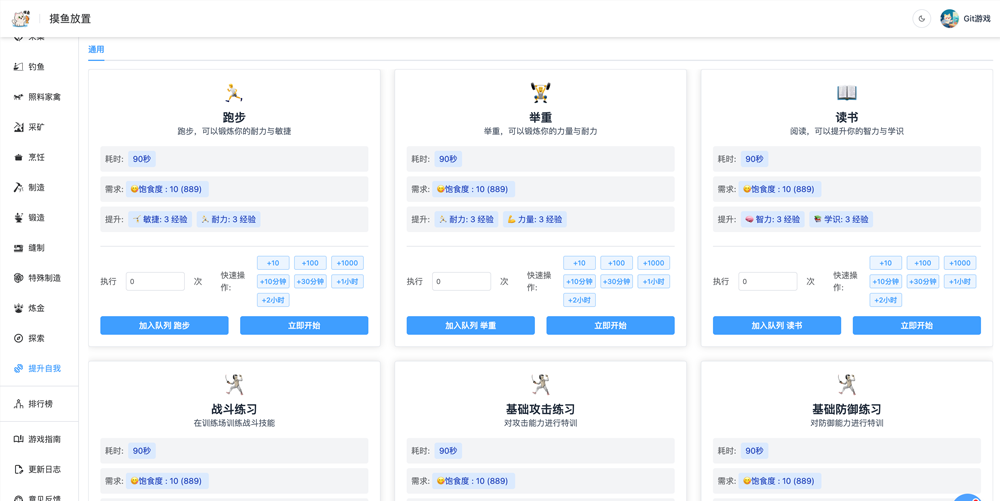 摸鱼放置
Git游戏
采集
钓鱼
照料家禽
采矿
烹饪
制造
锻造
缝制
特殊制造
炼金
探索
提升自我
排行榜
游戏指南
更新日志
意见反馈
通用
跑步
跑步，可以锻炼你的耐力与敏捷
耗时: 90秒
需求: 饱食度 : 10 (889)
提升: 敏捷: 3 经验 耐力: 3 经验
执行 0 次 快速操作:
+10 +100 +1000
+10分钟 +30分钟 +1小时
+2小时
加入队列 跑步 立即开始
举重
举重，可以锻炼你的力量与耐力
耗时: 90秒
需求: 饱食度 : 10 (889)
提升: 耐力: 3 经验 力量: 3 经验
执行 0 次 快速操作:
+10 +100 +1000
+10分钟 +30分钟 +1小时
+2小时
加入队列 举重 立即开始
读书
阅读，可以提升你的智力与学识
耗时: 90秒
需求: 饱食度 : 10 (889)
提升: 智力: 3 经验 学识: 3 经验
执行 0 次 快速操作:
+10 +100 +1000
+10分钟 +30分钟 +1小时
+2小时
加入队列 读书 立即开始
战斗练习
在训练场训练战斗技能
耗时: 90秒
需求: 饱食度 : 10 (889)
基础攻击练习
对攻击能力进行特训
耗时: 90秒
需求: 饱食度 : 10 (889)
基础防御练习
对防御能力进行特训
耗时: 90秒
需求: 饱食度 : 10 (889)